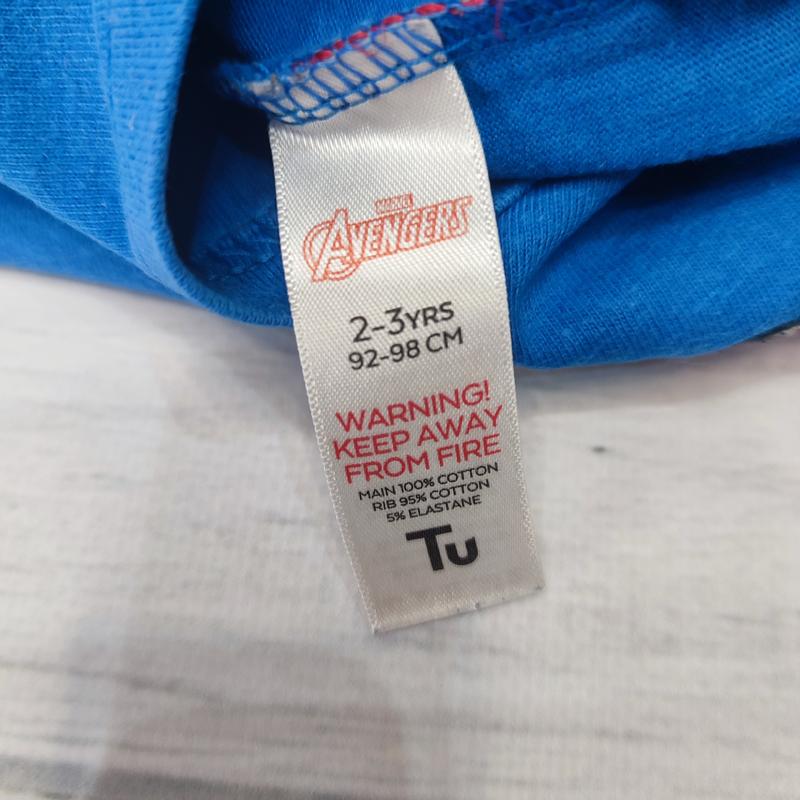 MARVEL
AVENGERS
2-3YRS
92-98 CM
WARNING!
KEEP AWAY
FROM FIRE
MAIN 100% COTTON
RIB 95% COTTON
5% ELASTANE
Tu